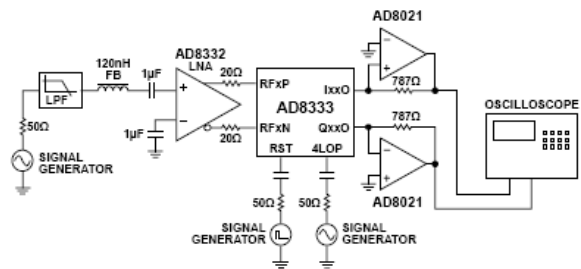 AD8021
AD8332
LNA
120nH
FB
1μF
20Ω
787Ω
LPF
RFxP
IxxO
AD8333
787Ω
OSCILLOSCOPE
50Ω
1μF
20Ω
RFxN
QxxO
RST
4LOP
SIGNAL
GENERATOR
50Ω
50Ω
AD8021
SIGNAL
GENERATOR
SIGNAL
GENERATOR